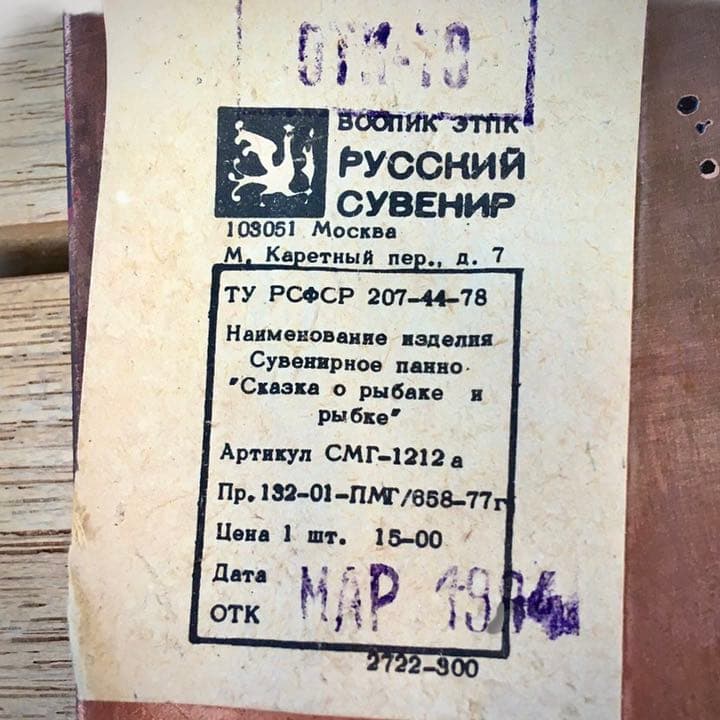 ОТК-19
ВООПИК ЭТПК
РУССКИЙ
СУВЕНИР
103051 Москва
М. Каретный пер., д. 7
ТУ РСФСР 207-44-78
Наименование изделия
Сувенирное панно
"Сказка о рыбаке и
рыбке"
Артикул СМГ-1212а
Пр. 132-01-ПМГ/658-77г
Цена 1 шт. 15-00
Дата
МАР
ОТК
2722-300